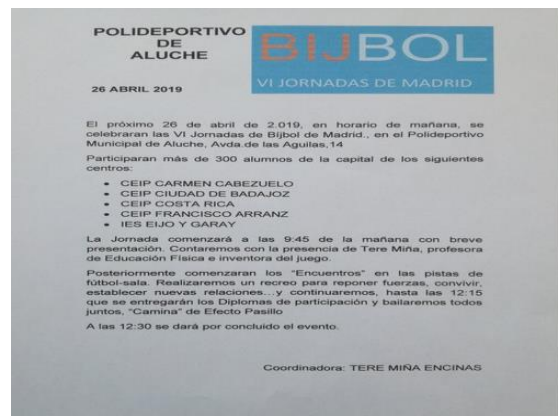 POLIDEPORTIVO
DE
ALUCHE
BIJBOL
VI JORNADAS DE MADRID
26 ABRIL 2019
El próximo 26 de abril de 2.019, en horario de mañana, se
celebraran las VI Jornadas de Bijbol de Madrid., en el Polideportivo
Municipal de Aluche, Avda.de las Aguilas,14
Participaran más de 300 alumnos de la capital de los siguientes
centros:
• CEIP CARMEN CABEZUELO
• CEIP CIUDAD DE BADAJOZ
• CEIP COSTA RICA
• CEIP FRANCISCO ARRANZ
• IES EIJO Y GARAY
La Jornada comenzará a las 9:45 de la mañana con breve
presentación. Contaremos con la presencia de Tere Miña, profesora
de Educación Física e inventora del juego.
Posteriormente comenzaran los "Encuentros" en las pistas de
fútbol-sala. Realizaremos un recreo para reponer fuerzas, convivir,
establecer nuevas relaciones...y continuaremos, hasta las 12:15
que se entregarán los Diplomas de participación y bailaremos todos
juntos, "Camina" de Efecto Pasillo
A las 12:30 se dará por concluido el evento.
Coordinadora: TERE MIÑA ENCINAS